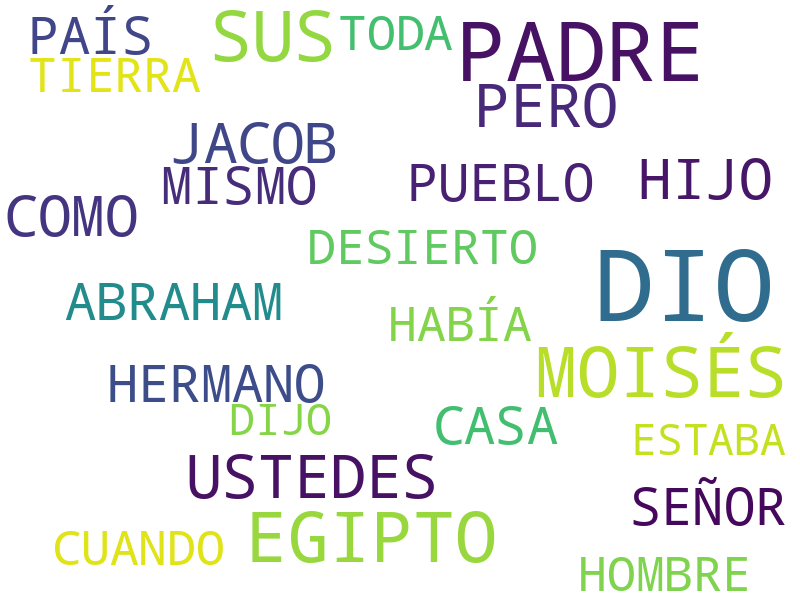 PAÍS SUS TODA PADRE
TIERRA PERO
JACOB
MISMO PUEBLO HIJO
COMO
DESIERTO
ABRAHAM DIO
HABÍA
HERMANO MOISÉS
DIJO CASA ESTABA
USTEDES
SEÑOR
CUANDO EGIPTO
HOMBRE